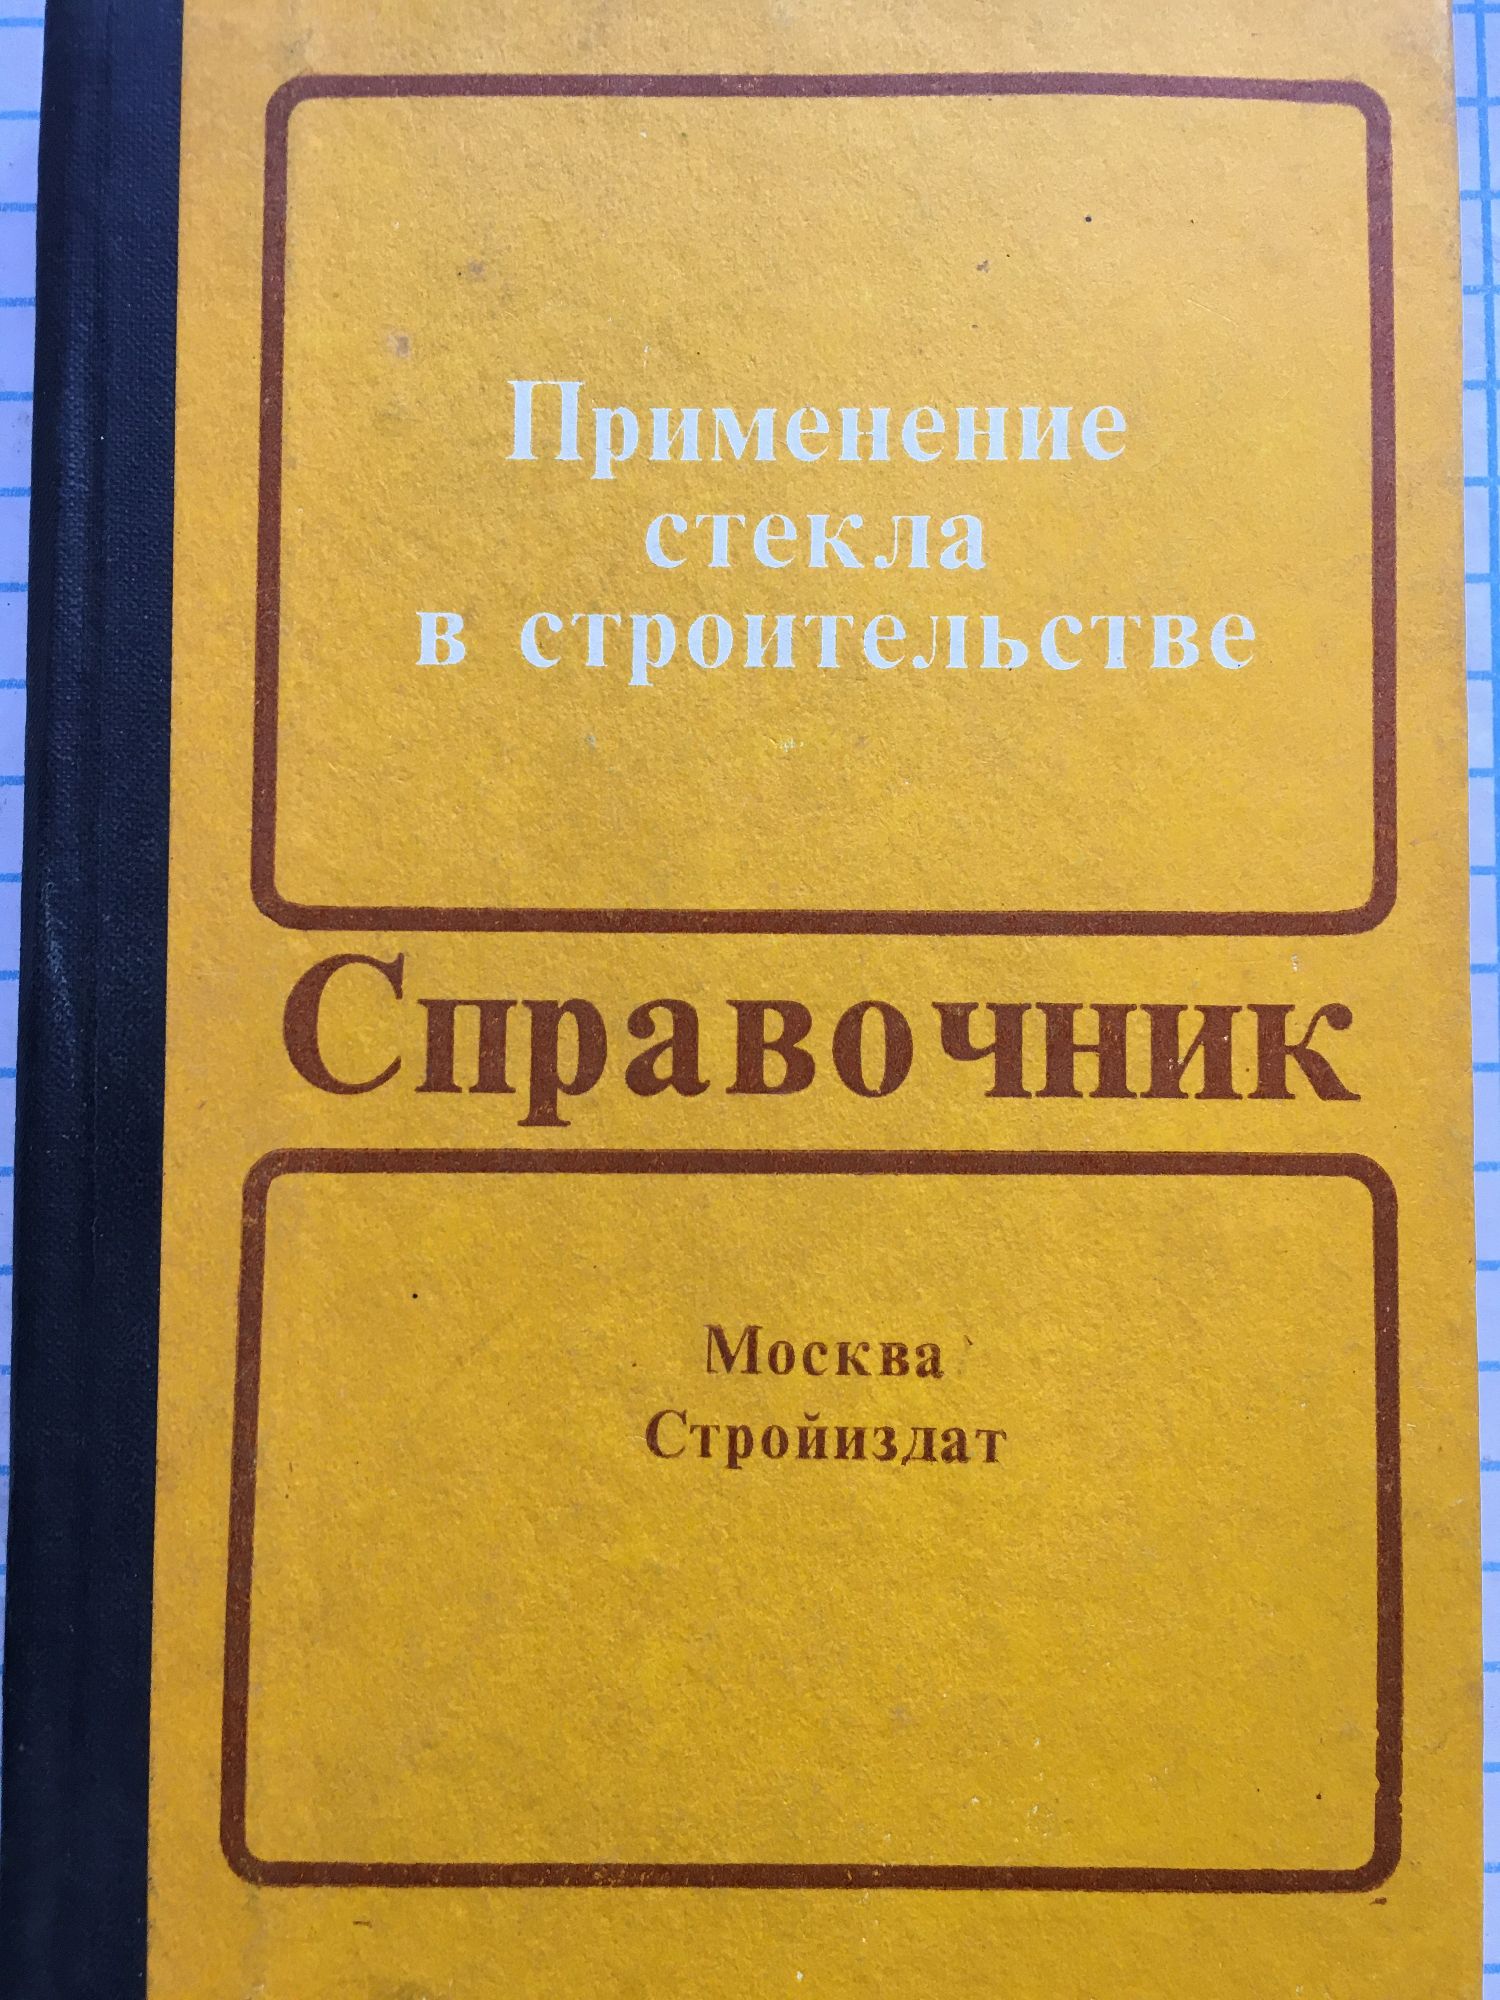 Применение
стекла
в строительстве
Справочник
Москва
Стройиздат